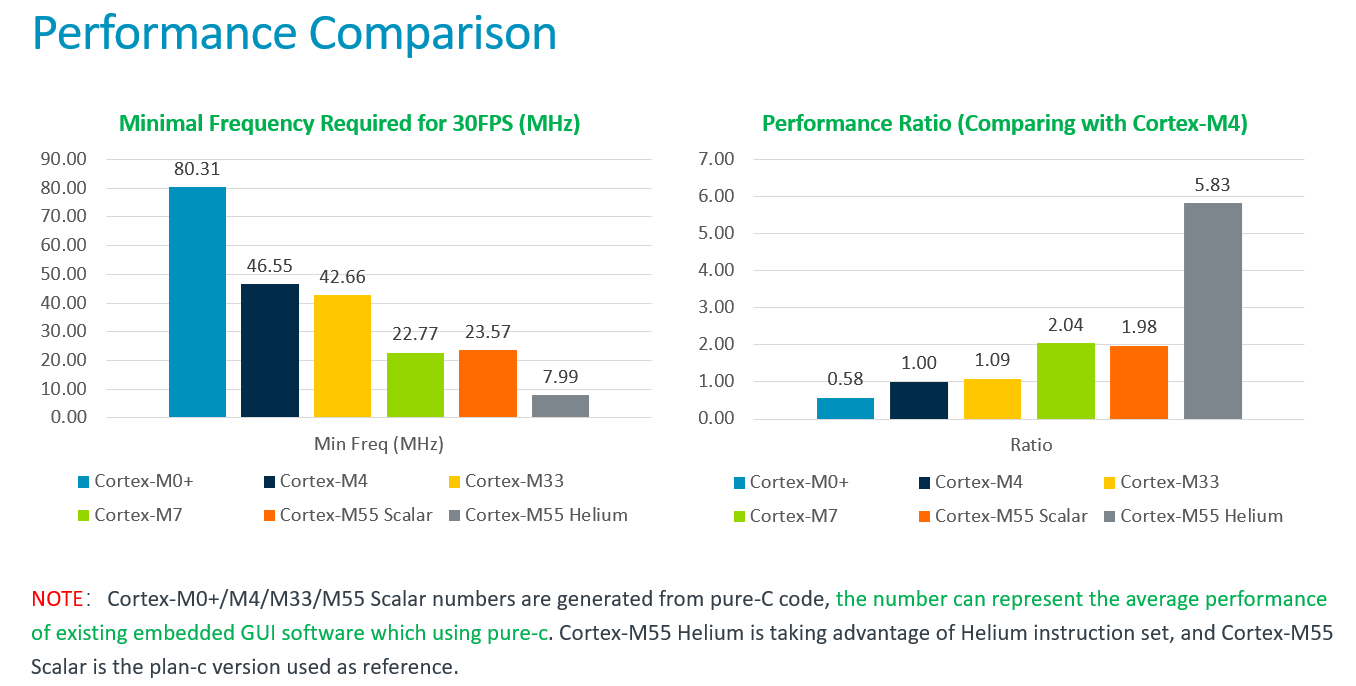 Performance Comparison
Minimal Frequency Required for 30FPS (MHz)
90.00
80.00
70.00
60.00
50.00
40.00
30.00
20.00
10.00
0.00
80.31
46.55
42.66
22.77
23.57
7.99
Min Freq (MHz)
Cortex-M0+ Cortex-M4 Cortex-M33
Cortex-M7 Cortex-M55 Scalar Cortex-M55 Helium
Performance Ratio (Comparing with Cortex-M4)
7.00
6.00
5.00
4.00
3.00
2.00
1.00
0.00
0.58
1.00
1.09
2.04
1.98
5.83
Ratio
Cortex-M0+ Cortex-M4 Cortex-M33
Cortex-M7 Cortex-M55 Scalar Cortex-M55 Helium
NOTE： Cortex-M0+/M4/M33/M55 Scalar numbers are generated from pure-C code, the number can represent the average performance
of existing embedded GUI software which using pure-c. Cortex-M55 Helium is taking advantage of Helium instruction set, and Cortex-M55
Scalar is the plan-c version used as reference.